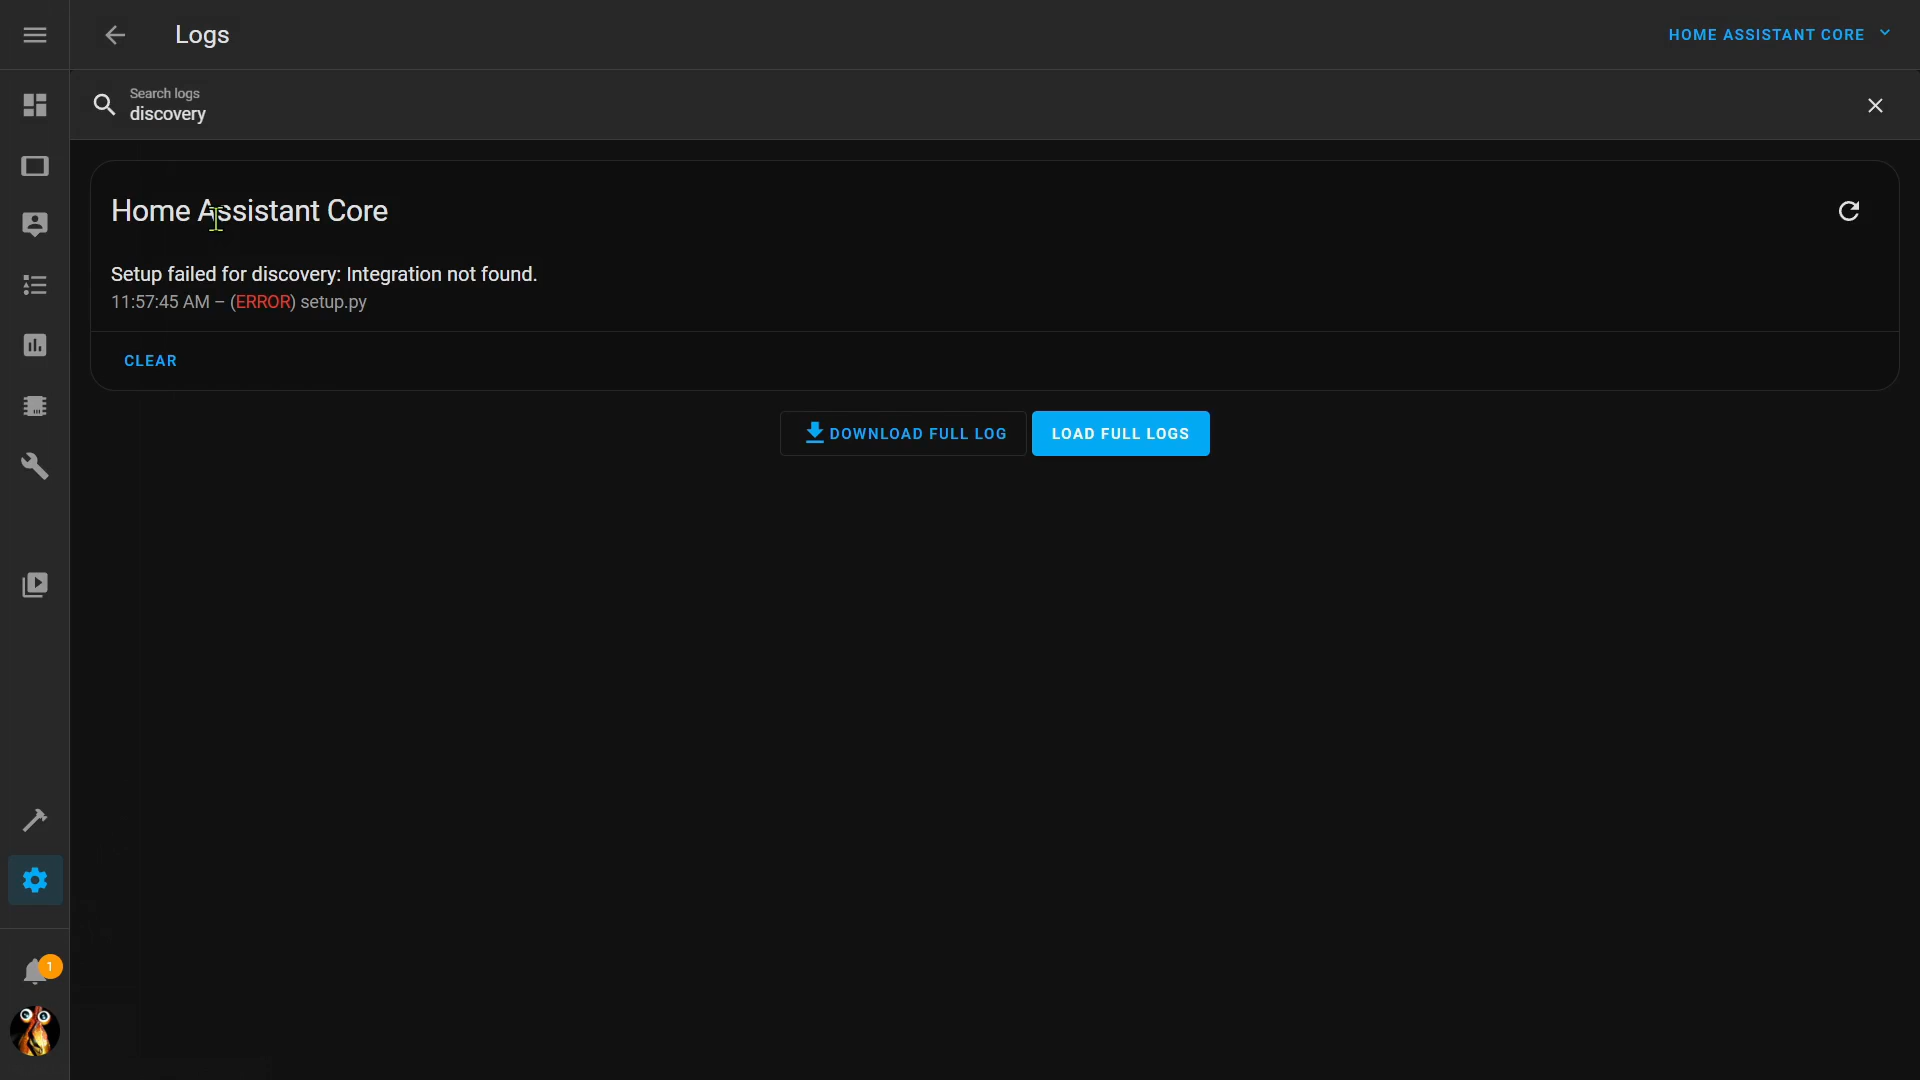 Logs
HOME ASSISTANT CORE
Search logs
discovery
Home Assistant Core
Setup failed for discovery: Integration not found.
11:57:45 AM – (ERROR) setup.py
CLEAR
DOWNLOAD FULL LOG
LOAD FULL LOGS
1